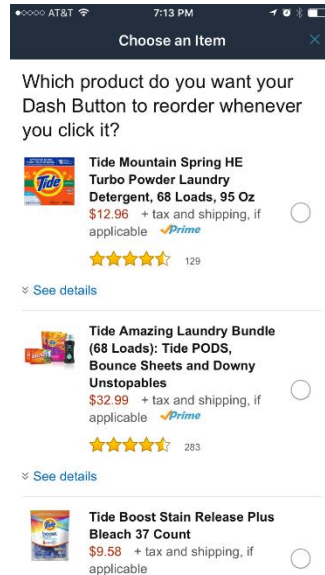 AT&T 7:13 PM
Choose an Item ×
Which product do you want your
Dash Button to reorder whenever
you click it?
Tide Mountain Spring HE
Turbo Powder Laundry
Detergent, 68 Loads, 95 Oz
$12.96 + tax and shipping, if
applicable Prime
129
See details
Tide Amazing Laundry Bundle
(68 Loads): Tide PODS,
Bounce Sheets and Downy
Unstopables
$32.99 + tax and shipping, if
applicable Prime
283
See details
Tide Boost Stain Release Plus
Bleach 37 Count
$9.58 + tax and shipping, if
applicable
Tide